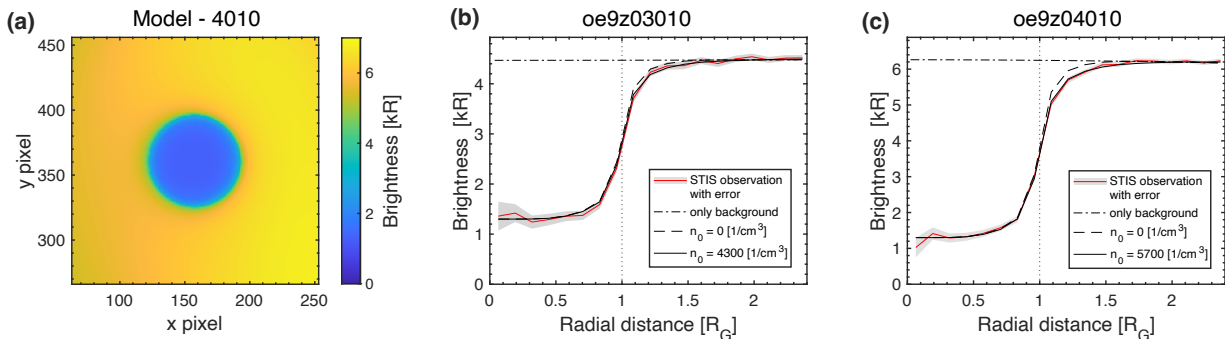 (a)
Model - 4010
450
400
350
300
y pixel
100
150
200
250
x pixel
6
4
2
0
Brightness [kR]
(b)
oe9z03010
4
3
2
1
0
Brightness [kR]
0
0.5
1
1.5
2
Radial distance [R_G]
STIS observation
with error
only background
n_0 = 0 [1/cm^3]
n_0 = 4300 [1/cm^3]
(c)
oe9z04010
6
5
4
3
2
1
0
Brightness [kR]
0
0.5
1
1.5
2
Radial distance [R_G]
STIS observation
with error
only background
n_0 = 0 [1/cm^3]
n_0 = 5700 [1/cm^3]